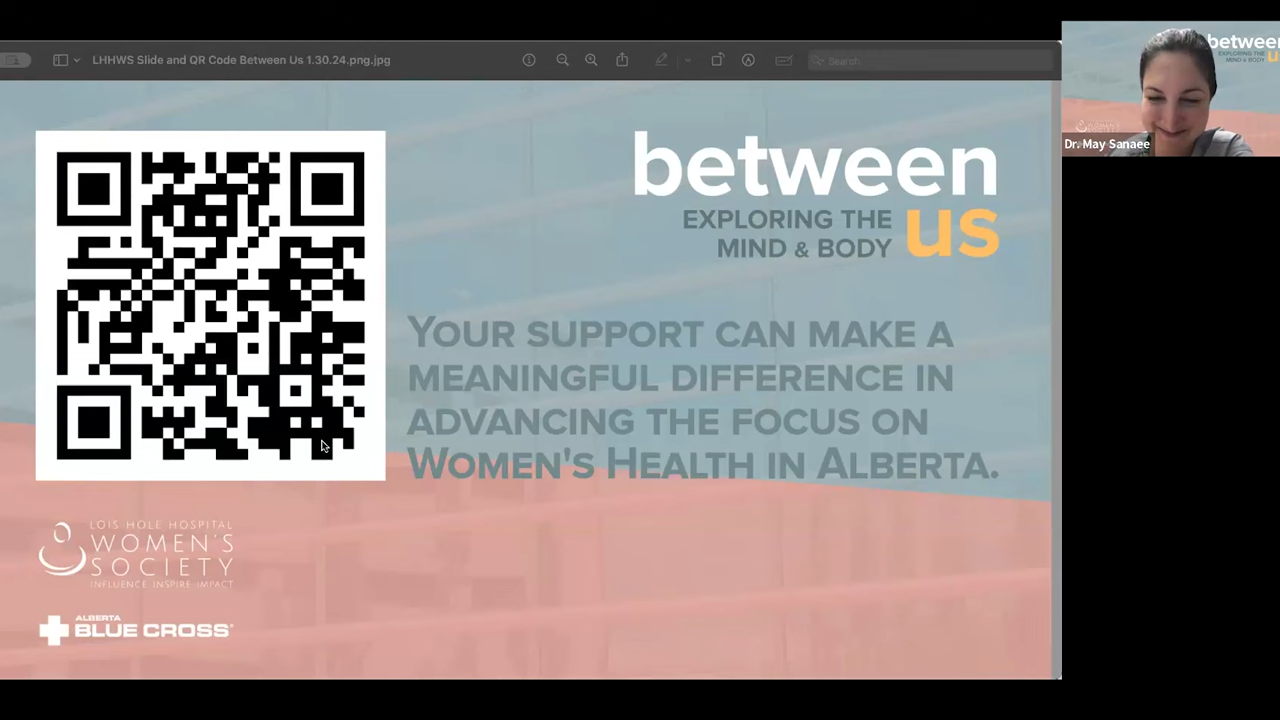 LHHWS Slide and QR Code Between Us 1.30.24.png.jpg
Search
between
EXPLORING THE
MIND & BODY us
YOUR SUPPORT CAN MAKE A
MEANINGFUL DIFFERENCE IN
ADVANCING THE FOCUS ON
WOMEN'S HEALTH IN ALBERTA.
LOIS HOLE HOSPITAL
WOMEN'S
SOCIETY
INFLUENCE·INSPIRE·IMPACT
ALBERTA
BLUE CROSS®
between
EXPLORING THE
MIND & BODY
WOMEN'S
Dr. May Sanaee